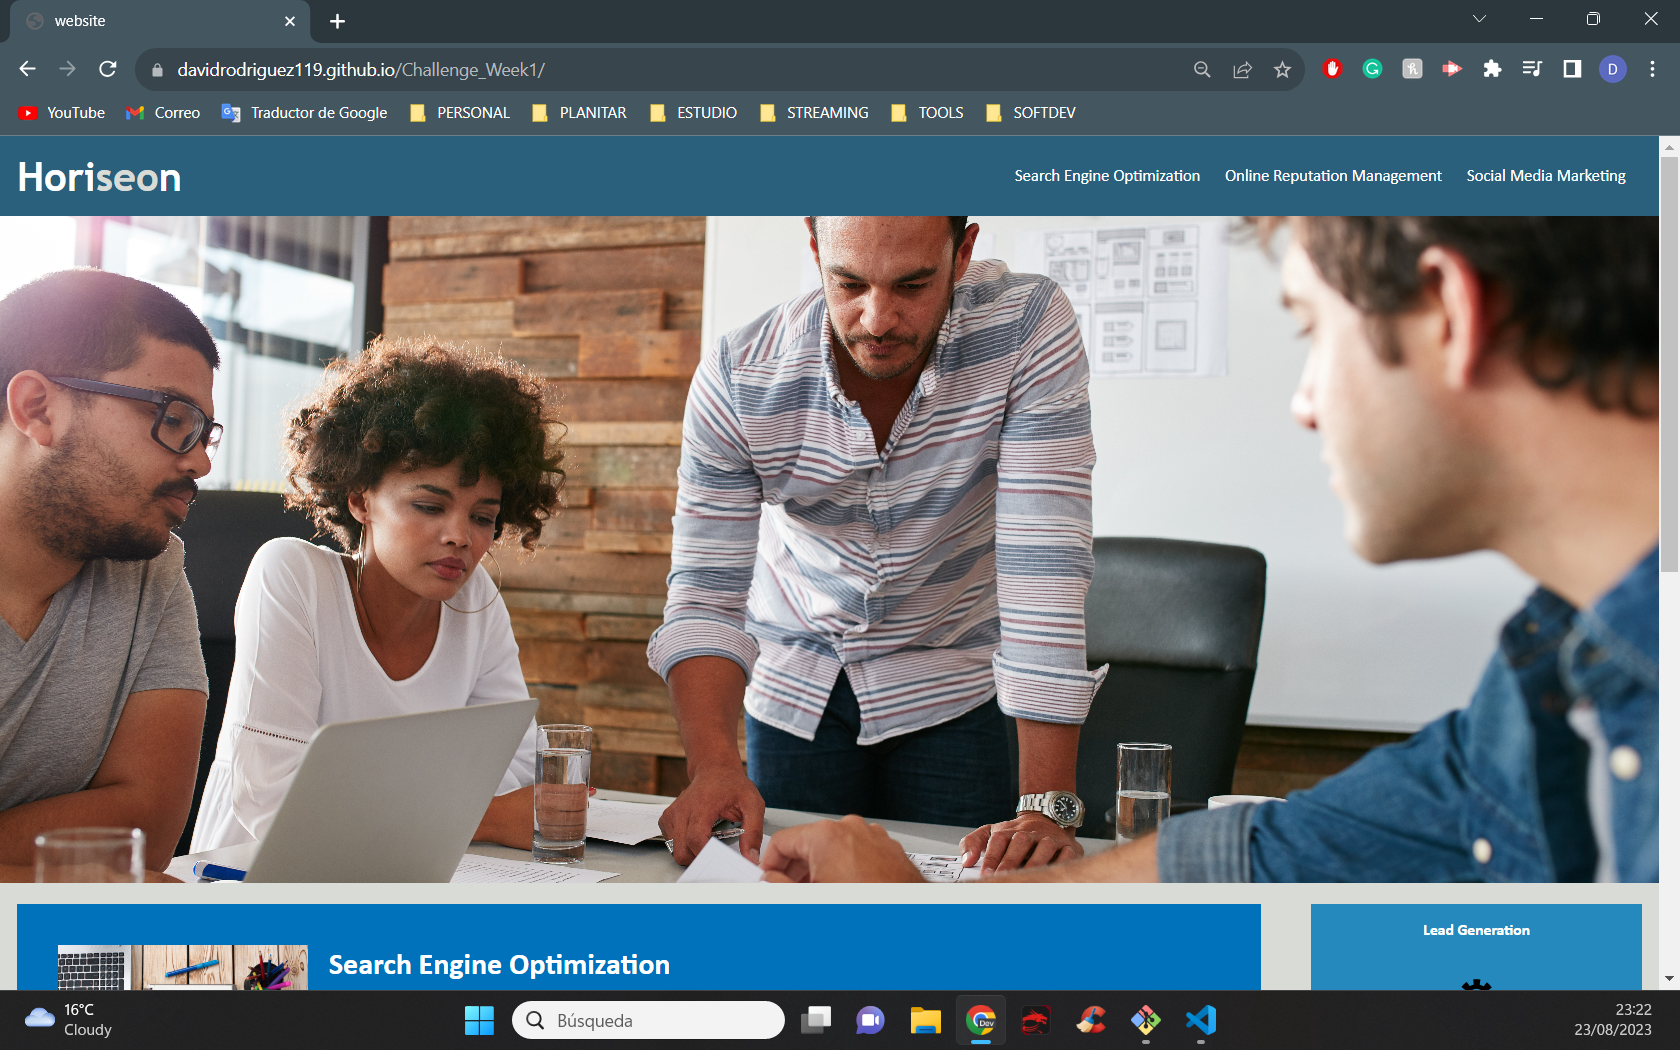 website
davidrodriguez119.github.io/Challenge_Week1/
D
YouTube Correo Traductor de Google PERSONAL PLANITAR ESTUDIO STREAMING TOOLS SOFTDEV
Horiseon
Search Engine Optimization Online Reputation Management Social Media Marketing
Lead Generation
Search Engine Optimization
16°C
Cloudy
Búsqueda
Dev
23:22
23/08/2023